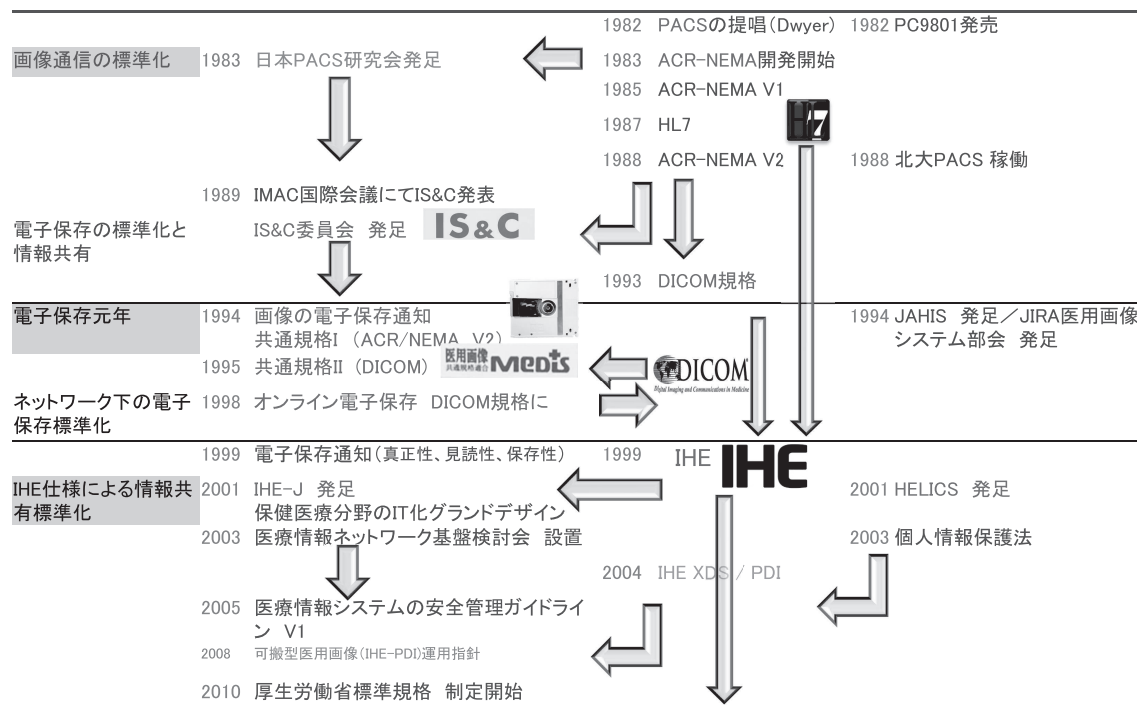 1982 PACSの提唱（Dwyer） 1982 PC9801発売
画像通信の標準化 1983 日本PACS研究会発足 1983 ACR-NEMA開発開始
1985 ACR-NEMA V1
1987 HL7
H7
1988 ACR-NEMA V2 1988 北大PACS 稼働
1989 IMAC国際会議にてIS&C発表
電子保存の標準化と
情報共有
IS&C委員会 発足 IS&C
1993 DICOM規格
電子保存元年 1994 画像の電子保存通知
共通規格I （ACR/NEMA V2）
1994 JAHIS 発足／JIRA医用画像
システム部会 発足
1995 共通規格II （DICOM）
医用画像
共通規格適合
MEDIS
DICOM
Digital Imaging and Communications in Medicine
ネットワーク下の電子
保存標準化
1998 オンライン電子保存 DICOM規格に
1999 電子保存通知（真正性、見読性、保存性） 1999 IHE IHE
IHE仕様による情報共
有標準化
2001 IHE-J 発足
保健医療分野のIT化グランドデザイン
2001 HELICS 発足
2003 医療情報ネットワーク基盤検討会 設置 2003 個人情報保護法
2004 IHE XDS / PDI
2005 医療情報システムの安全管理ガイドライ
ン V1
2008 可搬型医用画像（IHE-PDI）運用指針
2010 厚生労働省標準規格 制定開始